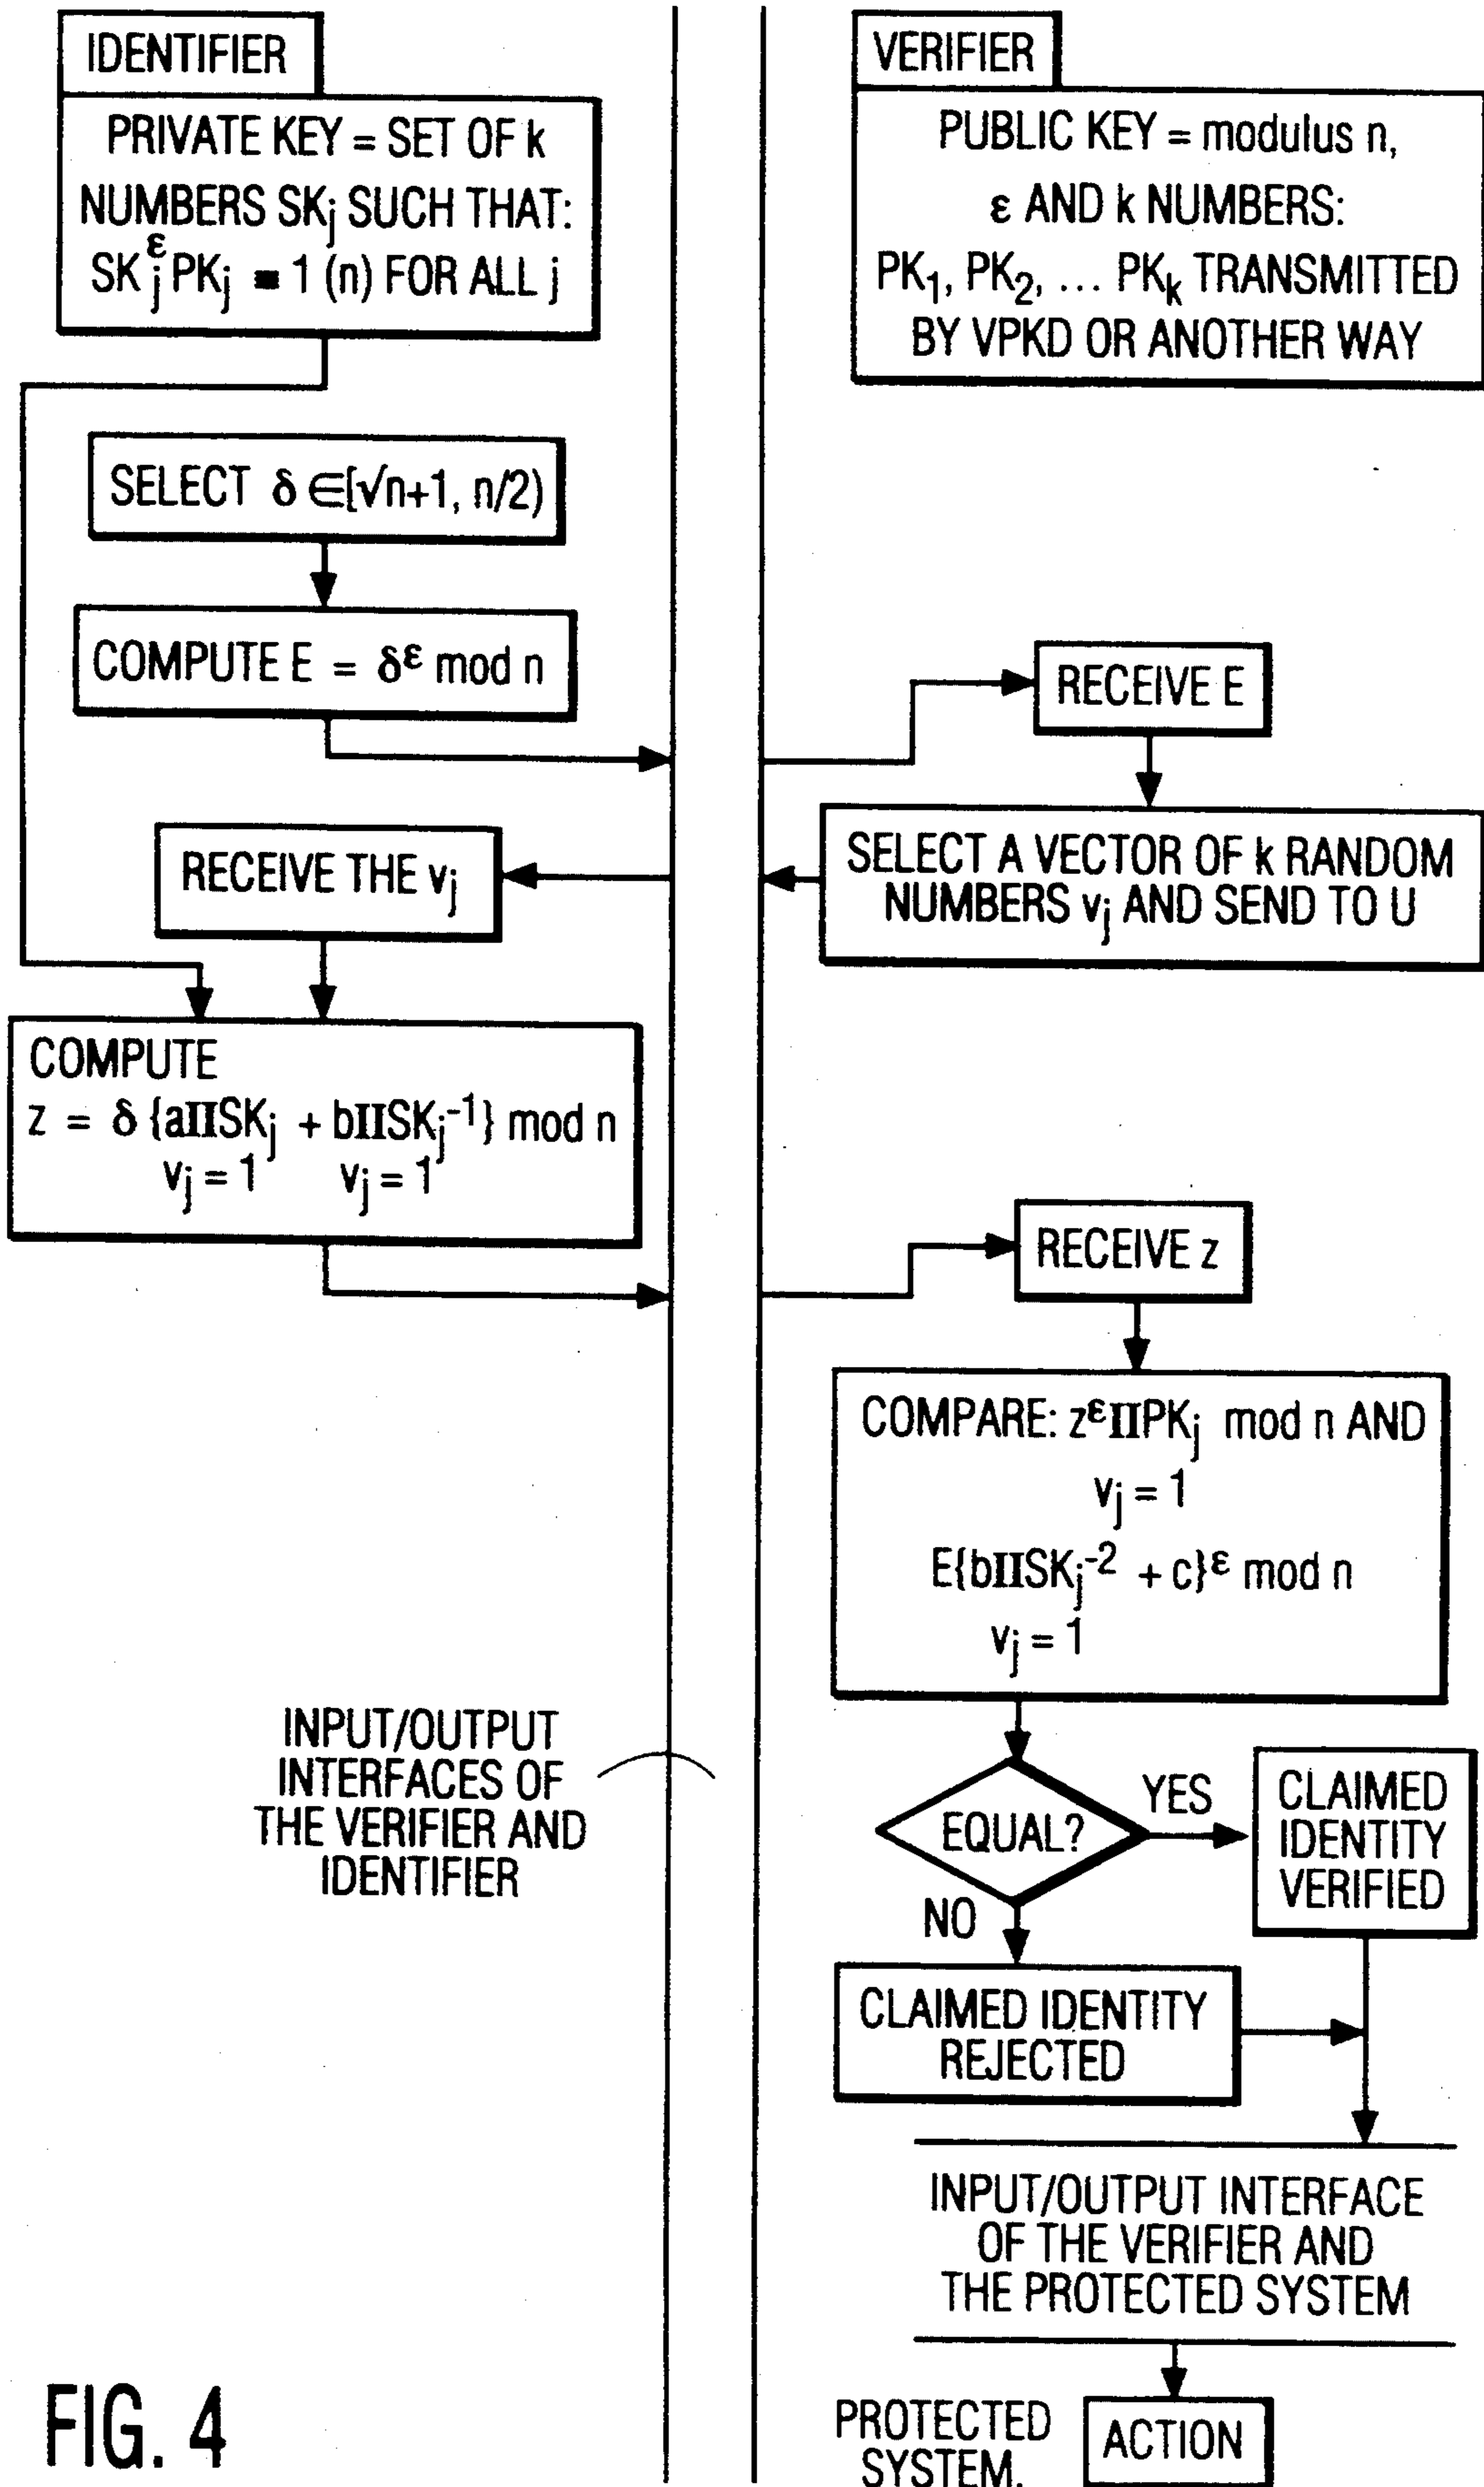 IDENTIFIER
PRIVATE KEY = SET OF k
NUMBERS SKj SUCH THAT:
SKj^ε PKj ≡ 1 (n) FOR ALL j
VERIFIER
PUBLIC KEY = modulus n,
ε AND k NUMBERS:
PK1, PK2, ... PKk TRANSMITTED
BY VPKD OR ANOTHER WAY
SELECT δ ∈[√n+1, n/2)
COMPUTE E = δ^ε mod n
RECEIVE E
SELECT A VECTOR OF k RANDOM
NUMBERS vj AND SEND TO U
RECEIVE THE vj
COMPUTE
z = δ {aΠSKj + bΠSKj^-1} mod n
vj = 1 vj = 1
RECEIVE z
COMPARE: z^εΠPKj mod n AND
vj = 1
E{bΠSKj^-2 + c}^ε mod n
vj = 1
INPUT/OUTPUT
INTERFACES OF
THE VERIFIER AND
IDENTIFIER
EQUAL?
YES
NO
CLAIMED
IDENTITY
VERIFIED
CLAIMED IDENTITY
REJECTED
INPUT/OUTPUT INTERFACE
OF THE VERIFIER AND
THE PROTECTED SYSTEM
PROTECTED
SYSTEM.
ACTION
FIG. 4